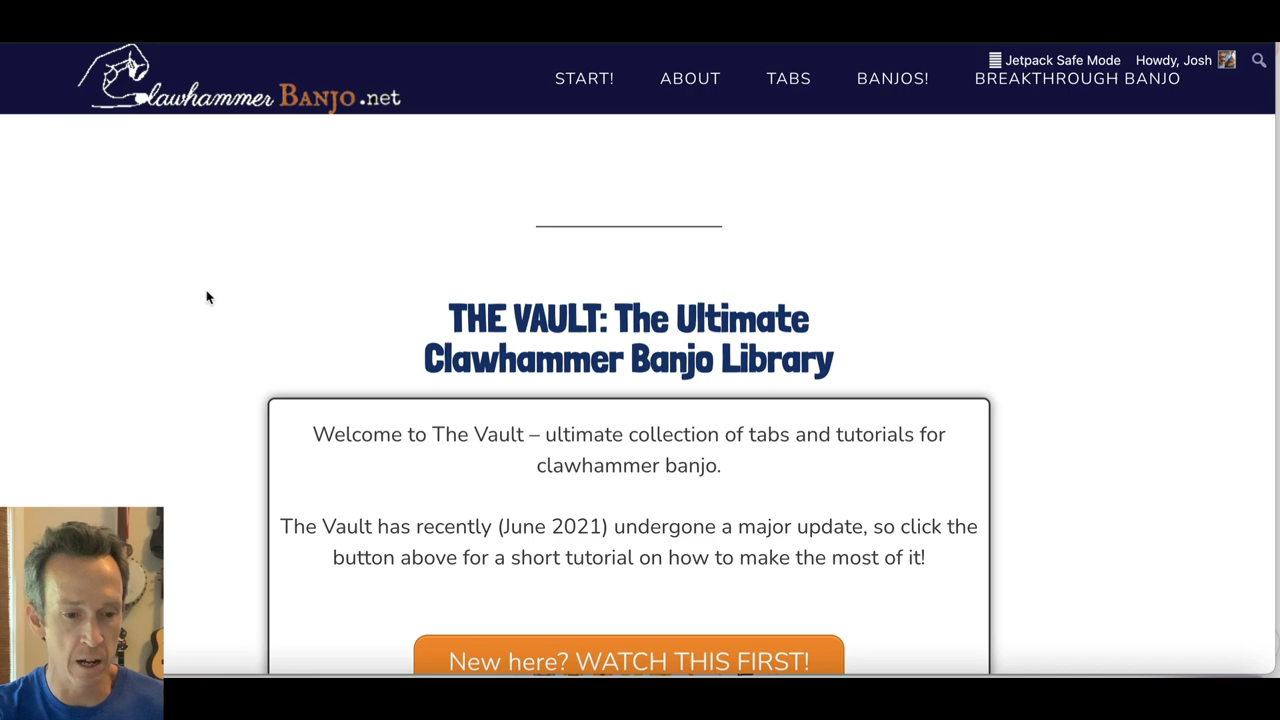 Clawhammer BANJO.net
START!
ABOUT
TABS
BANJOS!
BREAKTHROUGH BANJO
Jetpack Safe Mode
Howdy, Josh
THE VAULT: The Ultimate
Clawhammer Banjo Library
Welcome to The Vault – ultimate collection of tabs and tutorials for
clawhammer banjo.
The Vault has recently (June 2021) undergone a major update, so click the
button above for a short tutorial on how to make the most of it!
New here? WATCH THIS FIRST!